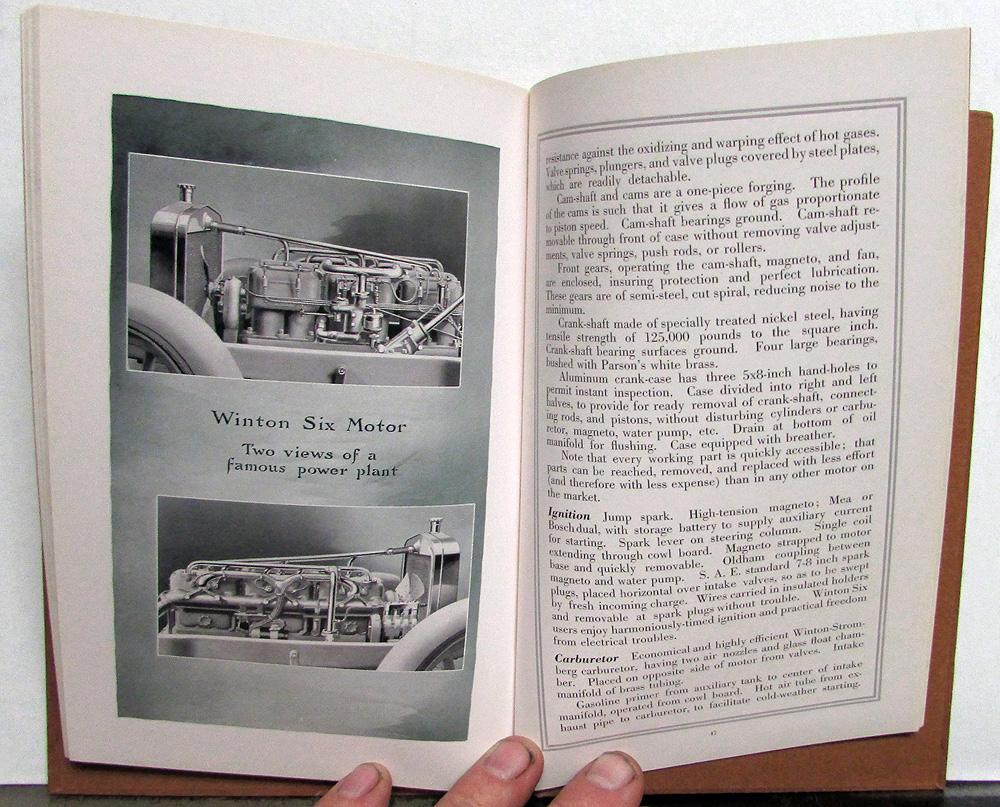 Winton Six Motor
Two views of a
famous power plant
resistance against the oxidizing and warping effect of hot gases.
Valve springs, plungers, and valve plugs covered by steel plates,
which are readily detachable.
Cam-shaft and cams are a one-piece forging. The profile
of the cams is such that it gives a flow of gas proportionate
to piston speed. Cam-shaft bearings ground. Cam-shaft re-
movable through front of case without removing valve adjust-
ments, valve springs, push rods, or rollers.
Front gears, operating the cam-shaft, magneto, and fan,
are enclosed, insuring protection and perfect lubrication.
These gears are of semi-steel, cut spiral, reducing noise to the
minimum.
Crank-shaft made of specially treated nickel steel, having
tensile strength of 125,000 pounds to the square inch.
Crank-shaft bearing surfaces ground. Four large bearings,
bushed with Parson's white brass.
Aluminum crank-case has three 5x8-inch hand-holes to
permit instant inspection. Case divided into right and left
halves, to provide for ready removal of crank-shaft, connect-
ing rods, and pistons, without disturbing cylinders or carbu-
retor, magneto, water pump, etc. Drain at bottom of oil
manifold for flushing. Case equipped with breather.
Note that every working part is quickly accessible; that
parts can be reached, removed, and replaced with less effort
(and therefore with less expense) than in any other motor on
the market.
Ignition Jump spark. High-tension magneto; Mea or
Bosch dual, with storage battery to supply auxiliary current
for starting. Spark lever on steering column. Single coil
extending through cowl board. Magneto strapped to motor
base and quickly removable. Oldham coupling between
magneto and water pump. S. A. E. standard 7-8 inch spark
plugs, placed horizontal over intake valves, so as to be swept
by fresh incoming charge. Wires carried in insulated holders
and removable at spark plugs without trouble. Winton Six
users enjoy harmoniously-timed ignition and practical freedom
from electrical troubles.
Carburetor Economical and highly efficient Winton-Strom-
berg carburetor, having two air nozzles and glass float cham-
ber. Placed on opposite side of motor from valves. Intake
manifold of brass tubing.
Gasoline primer from auxiliary tank to center of intake
manifold, operated from cowl board. Hot air tube from ex-
haust pipe to carburetor, to facilitate cold-weather starting.
47